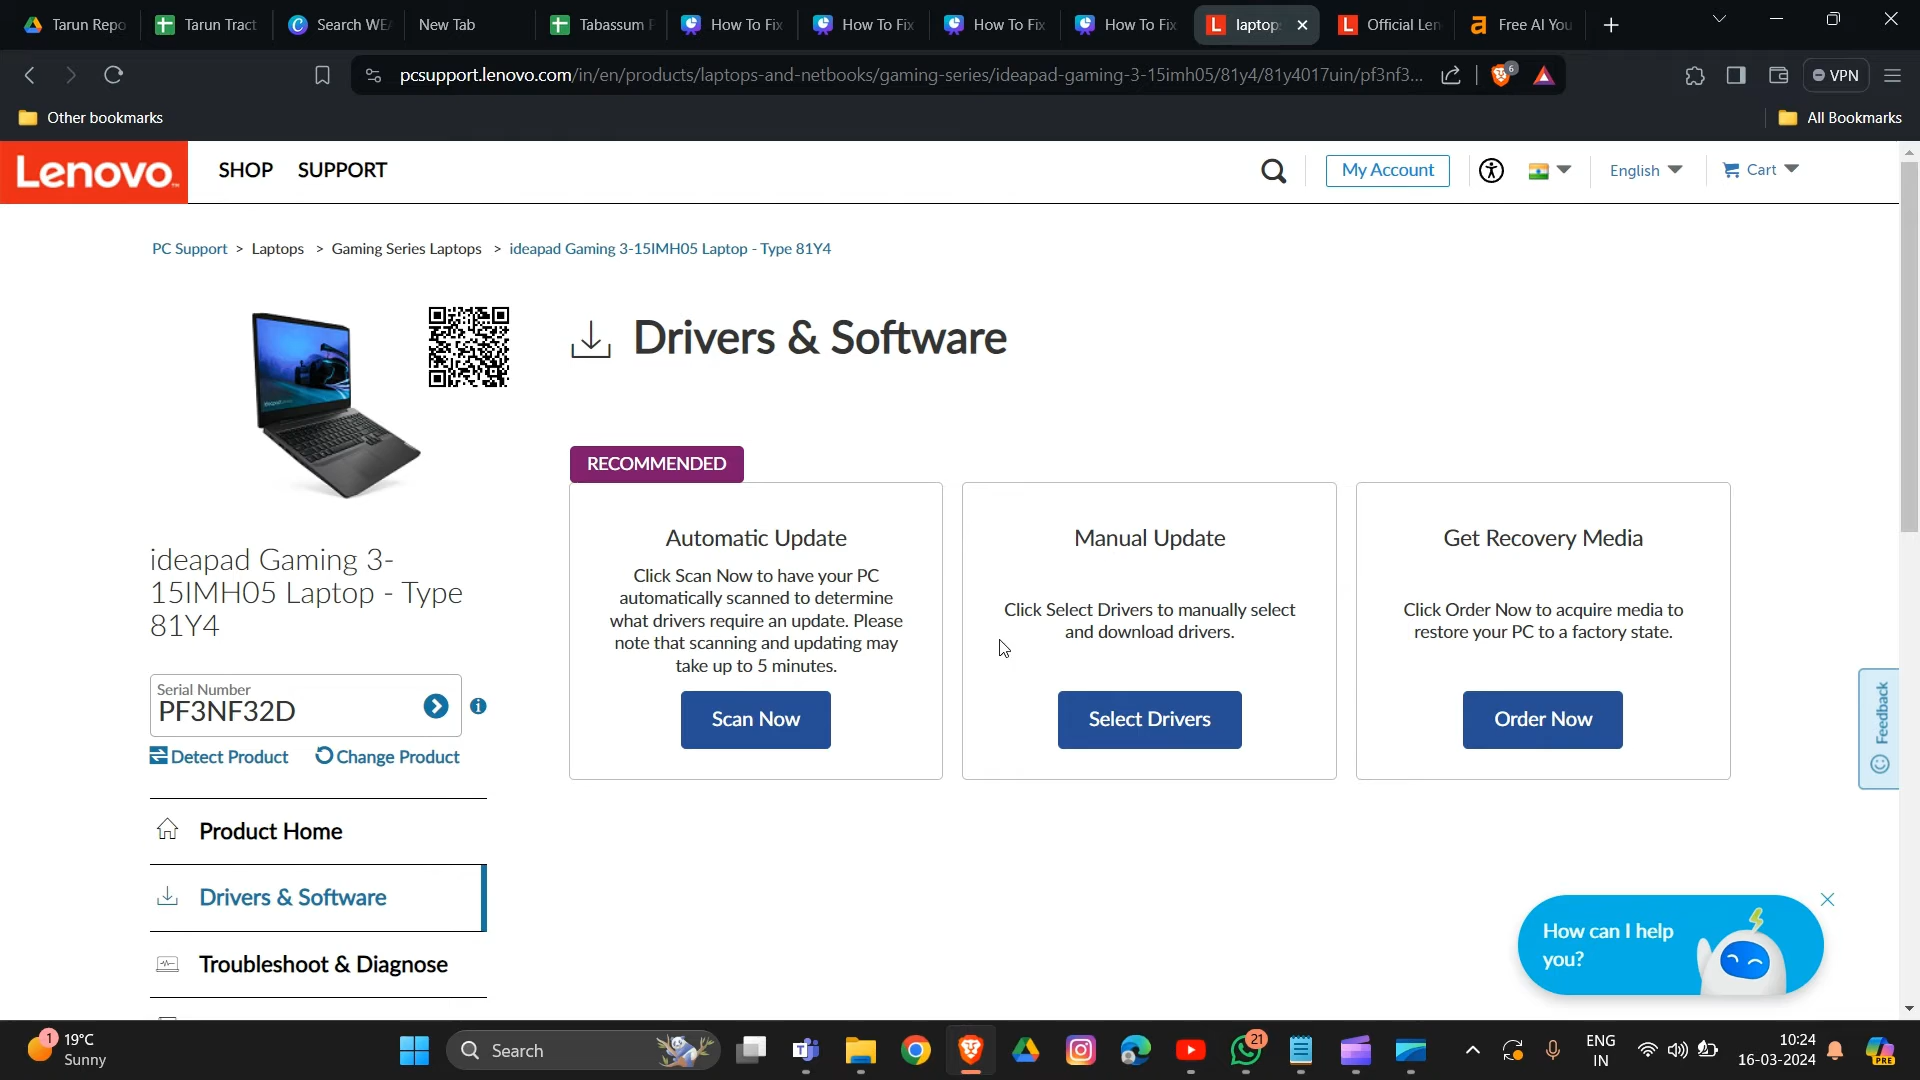 Tarun Repo
Tarun Tract
Search WEA
New Tab
Tabassum F
How To Fix
How To Fix
How To Fix
How To Fix
laptop
Official Len
Free AI You
pcsupport.lenovo.com/in/en/products/laptops-and-netbooks/gaming-series/ideapad-gaming-3-15imh05/81y4/81y4017uin/pf3nf3...
6
VPN
Other bookmarks
All Bookmarks
Lenovo
SHOP SUPPORT
My Account
English
Cart
PC Support > Laptops > Gaming Series Laptops > ideapad Gaming 3-15IMH05 Laptop - Type 81Y4
Drivers & Software
ideapad Gaming 3-
15IMH05 Laptop - Type
81Y4
Serial Number
PF3NF32D
Detect Product
Change Product
Product Home
Drivers & Software
Troubleshoot & Diagnose
RECOMMENDED
Automatic Update
Click Scan Now to have your PC
automatically scanned to determine
what drivers require an update. Please
note that scanning and updating may
take up to 5 minutes.
Scan Now
Manual Update
Click Select Drivers to manually select
and download drivers.
Select Drivers
Get Recovery Media
Click Order Now to acquire media to
restore your PC to a factory state.
Order Now
Feedback
How can I help
you?
1
19°C
Sunny
Search
21
ENG
IN
10:24
16-03-2024
PRE